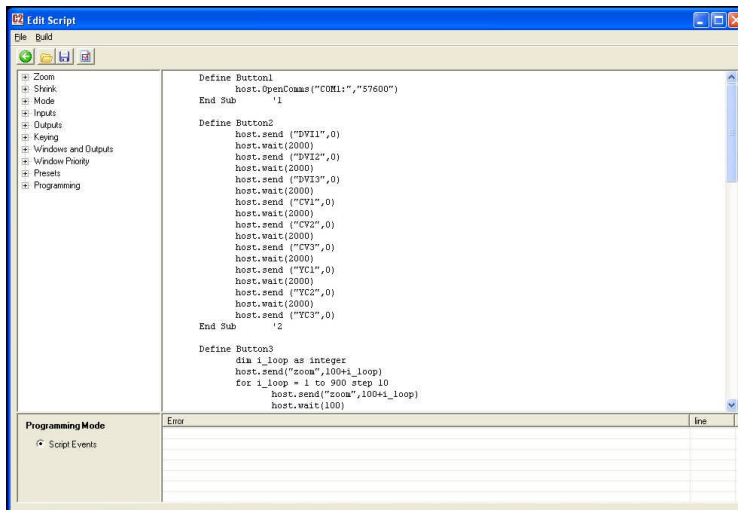 C2 Edit Script
File Build
Zoom
Shrink
Mode
Inputs
Outputs
Keying
Windows and Outputs
Window Priority
Presets
Programming
Define Button1
host.OpenComms("COM1:","57600")
End Sub '1
Define Button2
host.send ("DVI1",0)
host.wait(2000)
host.send ("DVI2",0)
host.wait(2000)
host.send ("DVI3",0)
host.wait(2000)
host.send ("CV1",0)
host.wait(2000)
host.send ("CV2",0)
host.wait(2000)
host.send ("CV3",0)
host.wait(2000)
host.send ("YC1",0)
host.wait(2000)
host.send ("YC2",0)
host.wait(2000)
host.send ("YC3",0)
End Sub '2
Define Button3
dim i_loop as integer
host.send("zoom",100+i_loop)
for i_loop = 1 to 900 step 10
host.send("zoom",100+i_loop)
host.wait(100)
Programming Mode
Script Events
Error line